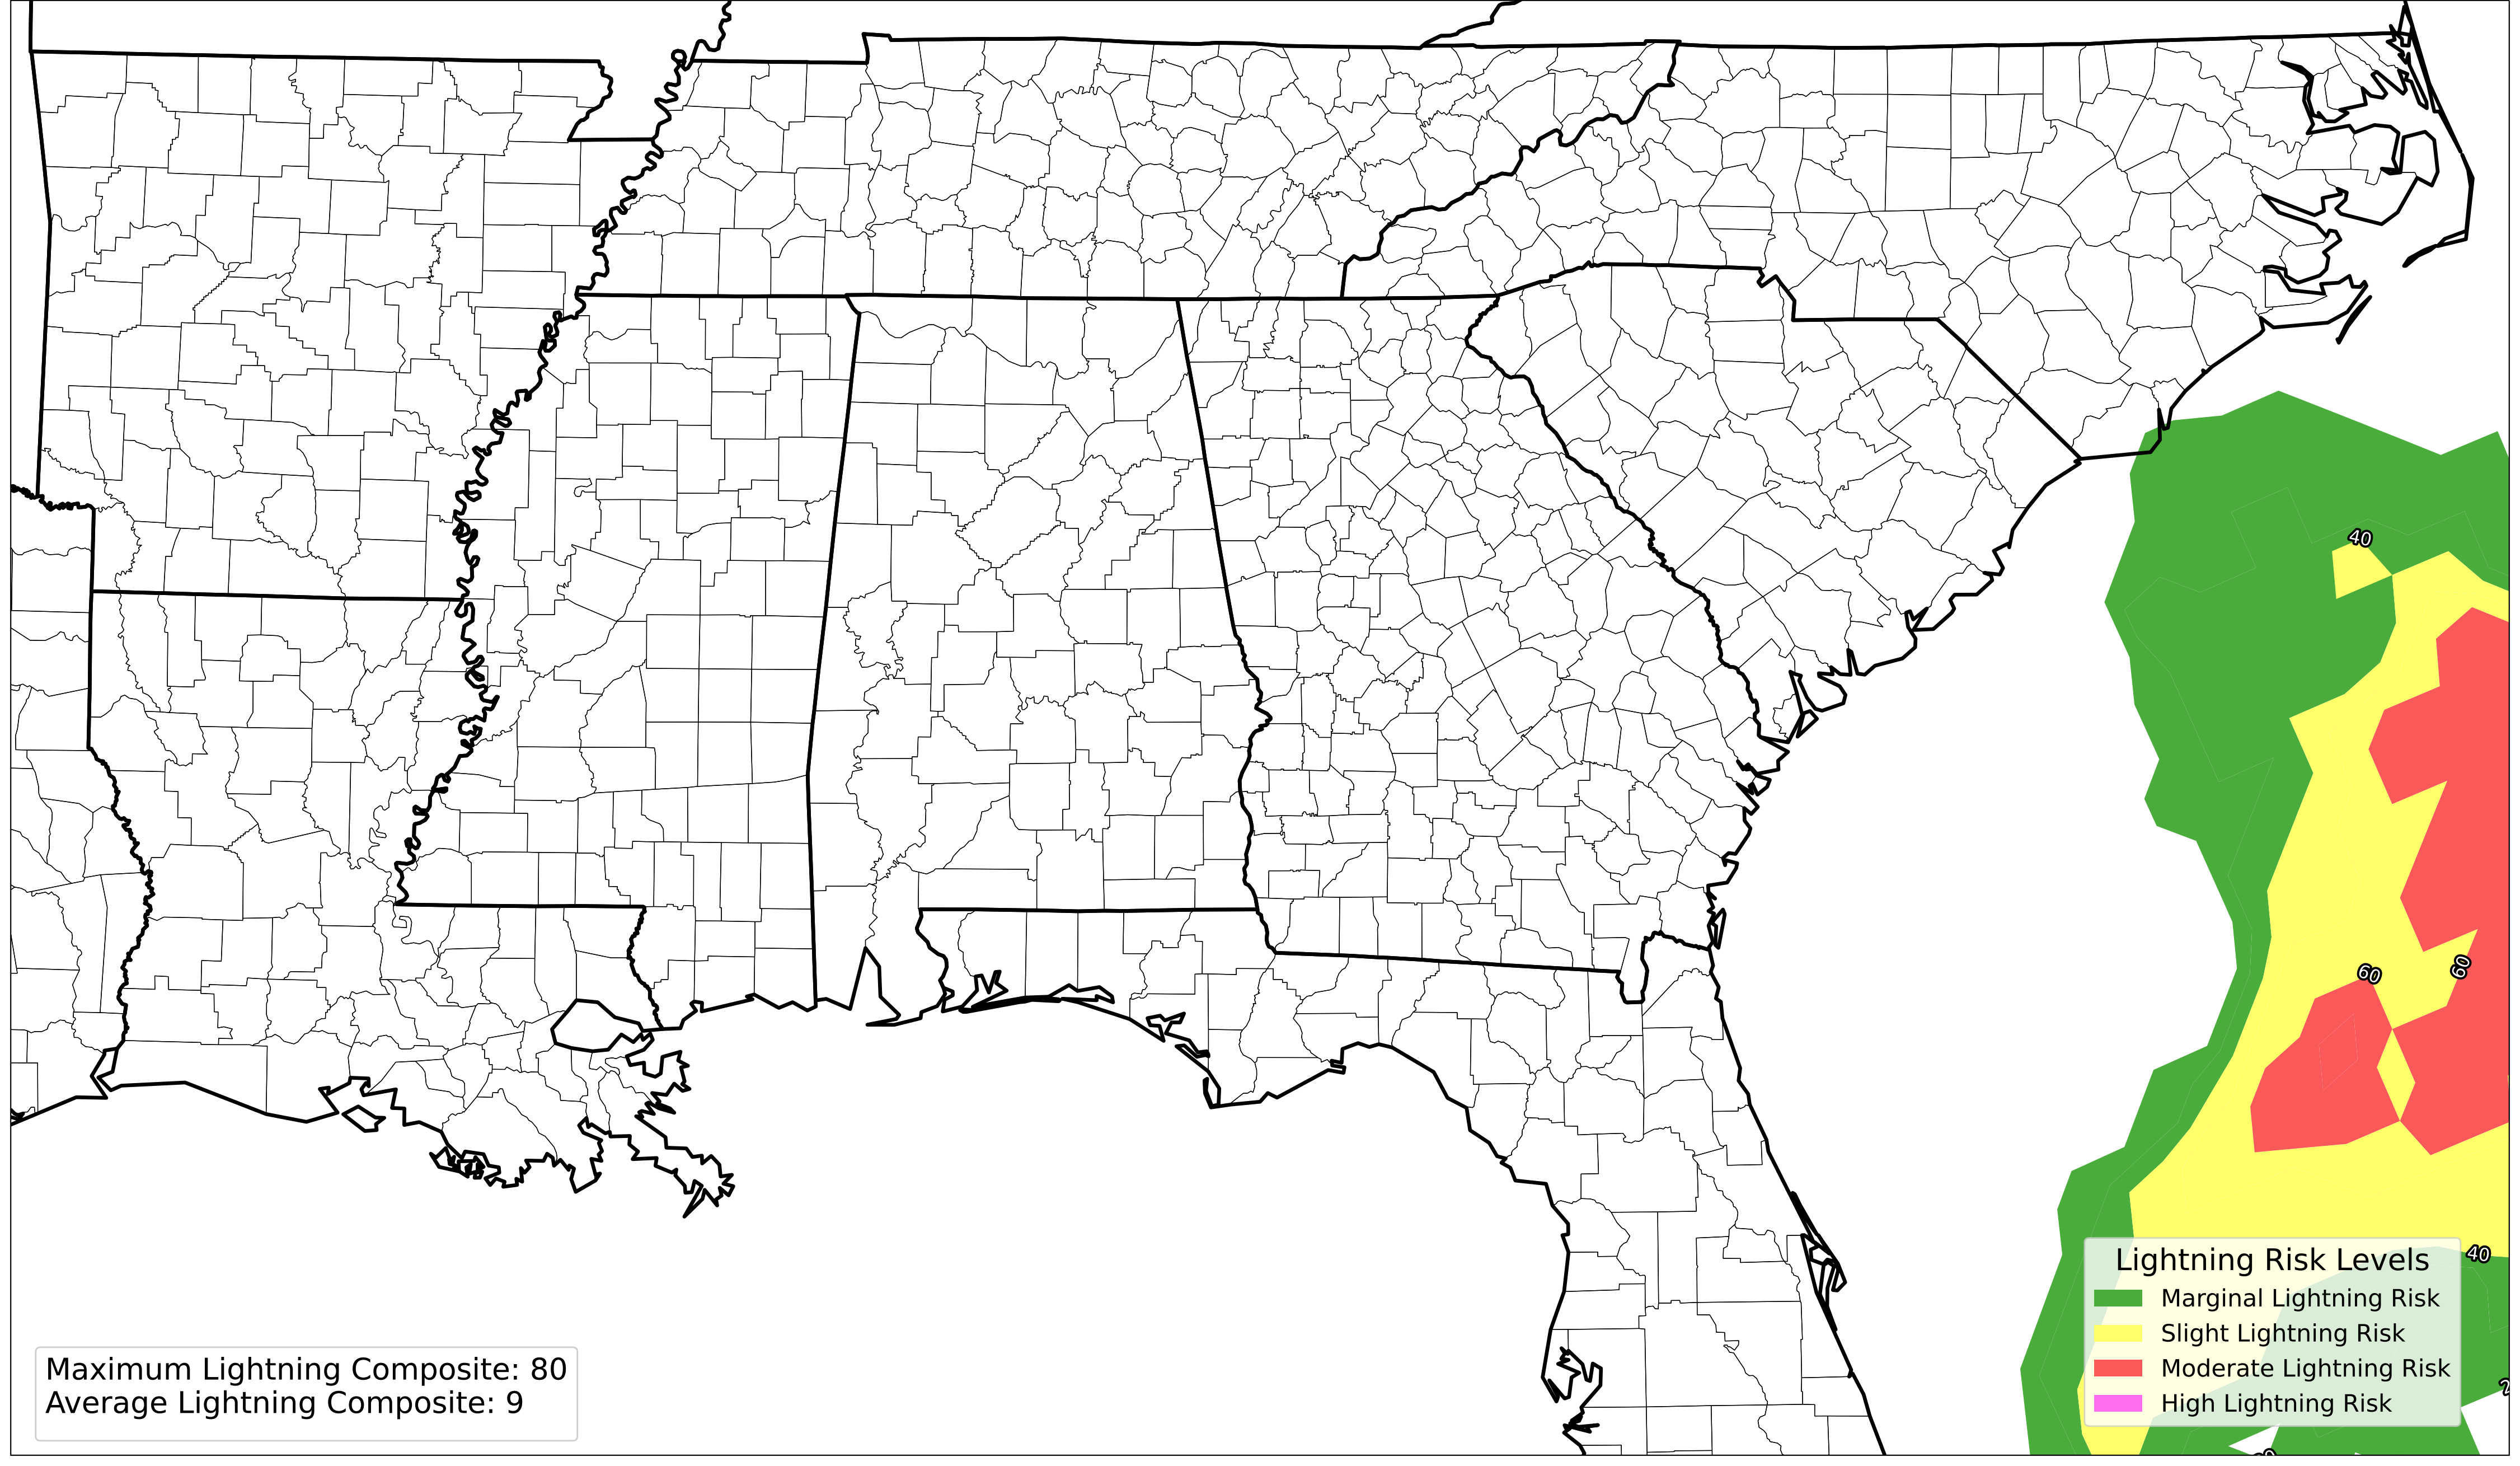 40
60
60
40
Lightning Risk Levels
Marginal Lightning Risk
Slight Lightning Risk
Moderate Lightning Risk
High Lightning Risk
Maximum Lightning Composite: 80
Average Lightning Composite: 9